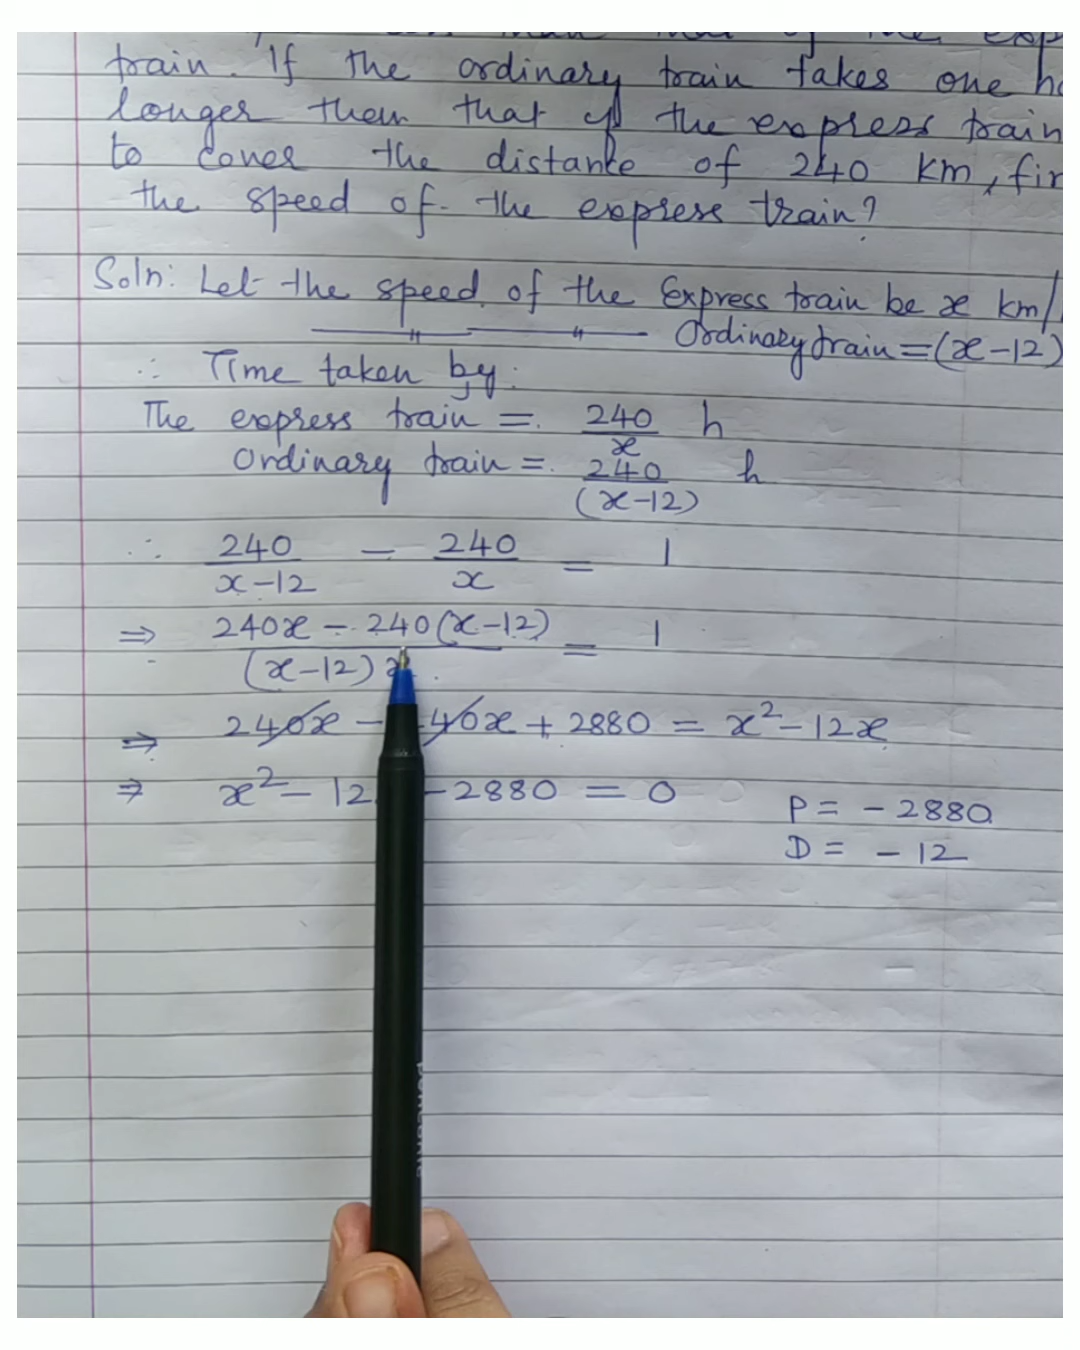 train. If the ordinary train takes one
longer then that of the express train
to cover the distance of 240 km,
the speed of the express train?
Soln: Let the speed of the Express train be x km/
——〃——〃—— Ordinary train = (x-12)
∴ Time taken by:
The express train = 240/x h
Ordinary train = 240/(x-12) h
∴ 240/x-12 - 240/x = 1
⇒ 240x - 240(x-12)/(x-12)x = 1
⇒ 240x - 240x + 2880 = x² - 12x
⇒ x² - 12 - 2880 = 0
P = -2880
D = -12